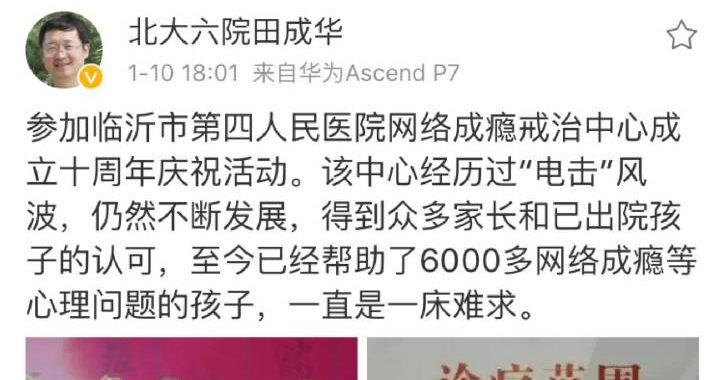 北大六院田成华
1-10 18:01 来自华为Ascend P7
参加临沂市第四人民医院网络成瘾戒治中心成
立十周年庆祝活动。该中心经历过“电击”风
波，仍然不断发展，得到众多家长和已出院孩
子的认可，至今已经帮助了6000多网络成瘾等
心理问题的孩子，一直是一床难求。
诊疗范围